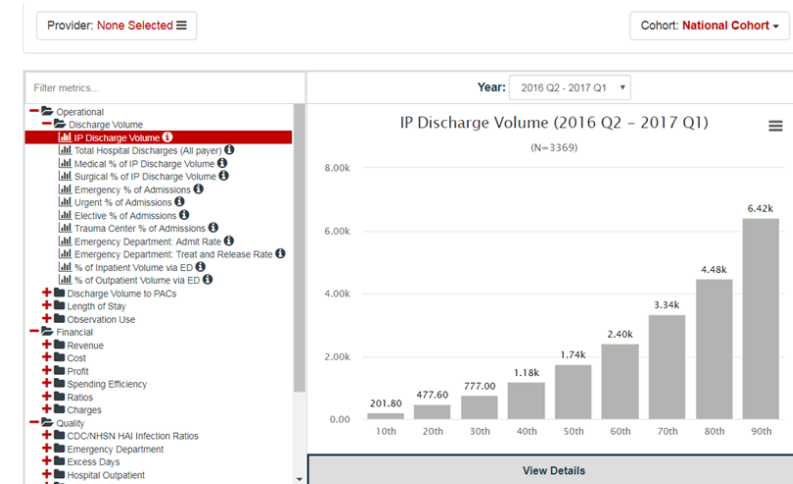 Provider: None Selected
Cohort: National Cohort
Filter metrics...
Operational
Discharge Volume
IP Discharge Volume
Total Hospital Discharges (All payer)
Medical % of IP Discharge Volume
Surgical % of IP Discharge Volume
Emergency % of Admissions
Urgent % of Admissions
Elective % of Admissions
Trauma Center % of Admissions
Emergency Department: Admit Rate
Emergency Department: Treat and Release Rate
% of Inpatient Volume via ED
% of Outpatient Volume via ED
Discharge Volume to PACs
Length of Stay
Observation Use
Financial
Revenue
Cost
Profit
Spending Efficiency
Ratios
Charges
Quality
CDC/NHSN HAI Infection Ratios
Emergency Department
Excess Days
Hospital Outpatient
Year: 2016 Q2 - 2017 Q1
IP Discharge Volume (2016 Q2 – 2017 Q1)
(N=3369)
8.00k
6.00k
4.00k
2.00k
0.00
201.80
477.60
777.00
1.18k
1.74k
2.40k
3.34k
4.48k
6.42k
10th 20th 30th 40th 50th 60th 70th 80th 90th
View Details